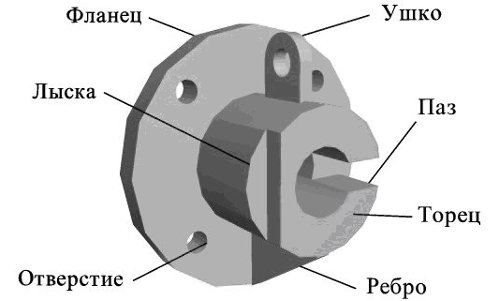 Фланец
Ушко
Лыска
Паз
Торец
Отверстие
Ребро